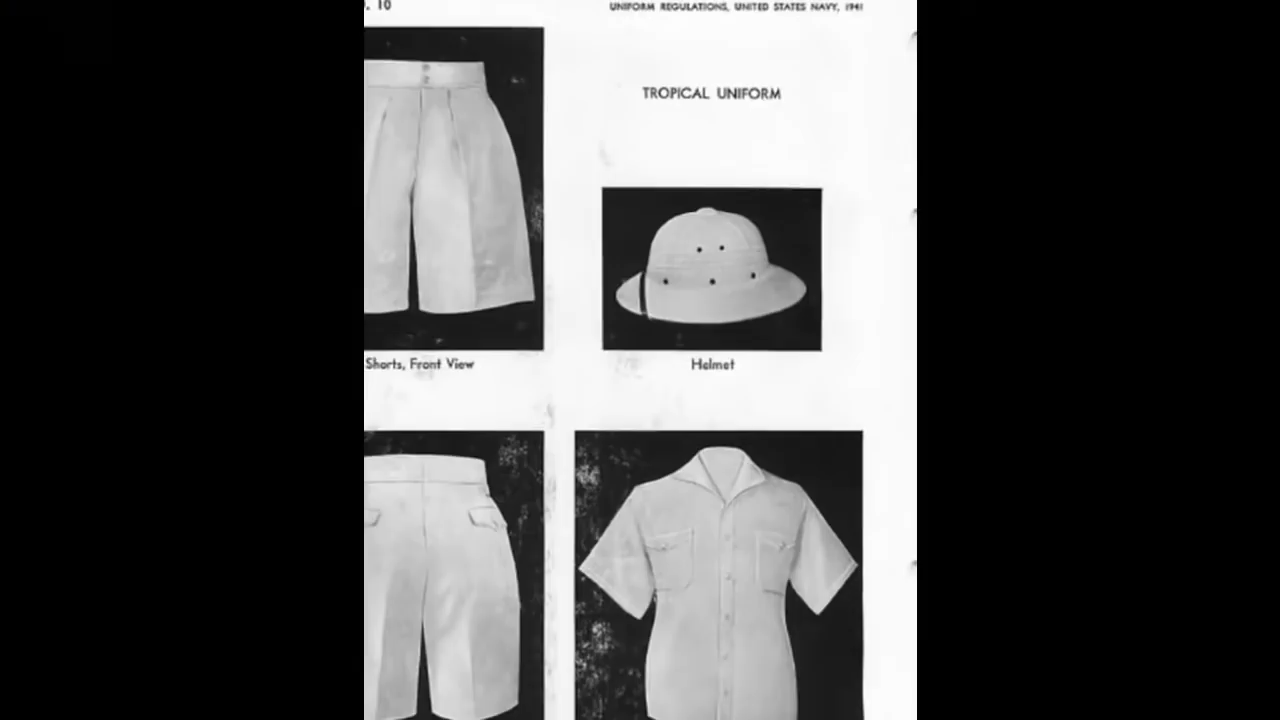 . 10
UNIFORM REGULATIONS, UNITED STATES NAVY, 1941
TROPICAL UNIFORM
Shorts, Front View
Helmet